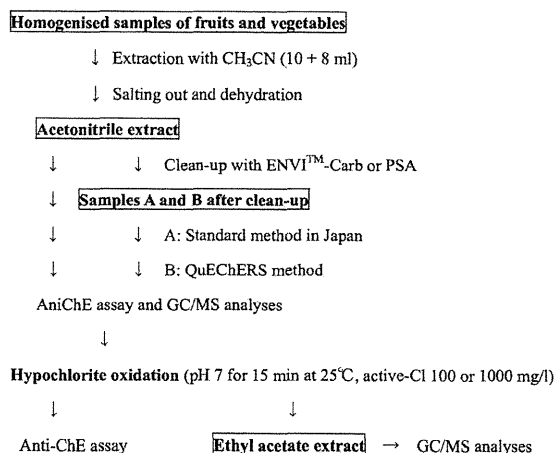 Homogenised samples of fruits and vegetables
↓ Extraction with CH₃CN (10 + 8 ml)
↓ Salting out and dehydration
Acetonitrile extract
↓ ↓ Clean-up with ENVI™-Carb or PSA
↓ Samples A and B after clean-up
↓ ↓ A: Standard method in Japan
↓ ↓ B: QuEChERS method
AniChE assay and GC/MS analyses
↓
Hypochlorite oxidation (pH 7 for 15 min at 25℃, active-Cl 100 or 1000 mg/l)
↓ ↓
Anti-ChE assay Ethyl acetate extract → GC/MS analyses